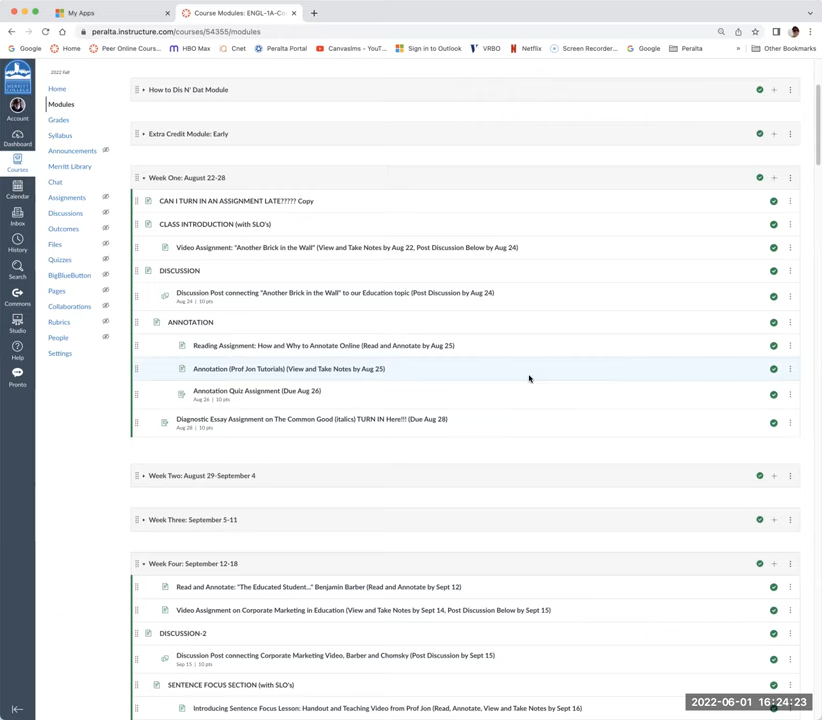 My Apps
Course Modules: ENGL-1A-Co
peralta.instructure.com/courses/54355/modules
Google
Home
Peer Online Cours...
HBO Max
Cnet
Peralta Portal
CanvasIms - YouT...
Sign in to Outlook
VRBO
Netflix
Screen Recorder...
Google
Peralta
»
Other Bookmarks
MERRITT COLLEGE
Account
Dashboard
Courses
Calendar
Inbox
History
Search
Commons
Studio
Help
Pronto
2022 Fall
Home
Modules
Grades
Syllabus
Announcements
Merritt Library
Chat
Assignments
Discussions
Outcomes
Files
Quizzes
BigBlueButton
Pages
Collaborations
Rubrics
People
Settings
How to Dis N' Dat Module
Extra Credit Module: Early
Week One: August 22-28
CAN I TURN IN AN ASSIGNMENT LATE????? Copy
CLASS INTRODUCTION (with SLO's)
Video Assignment: "Another Brick in the Wall" (View and Take Notes by Aug 22, Post Discussion Below by Aug 24)
DISCUSSION
Discussion Post connecting "Another Brick in the Wall" to our Education topic (Post Discussion by Aug 24)
Aug 24 | 10 pts
ANNOTATION
Reading Assignment: How and Why to Annotate Online (Read and Annotate by Aug 25)
Annotation (Prof Jon Tutorials) (View and Take Notes by Aug 25)
Annotation Quiz Assignment (Due Aug 26)
Aug 26 | 10 pts
Diagnostic Essay Assignment on The Common Good (italics) TURN IN Here!!! (Due Aug 28)
Aug 28 | 10 pts
Week Two: August 29-September 4
Week Three: September 5-11
Week Four: September 12-18
Read and Annotate: "The Educated Student..." Benjamin Barber (Read and Annotate by Sept 12)
Video Assignment on Corporate Marketing in Education (View and Take Notes by Sept 14, Post Discussion Below by Sept 15)
DISCUSSION-2
Discussion Post connecting Corporate Marketing Video, Barber and Chomsky (Post Discussion by Sept 15)
Sep 15 | 10 pts
SENTENCE FOCUS SECTION (with SLO's)
Introducing Sentence Focus Lesson: Handout and Teaching Video from Prof Jon (Read, Annotate, View and Take Notes by Sept 16)
2022-06-01 16:24:23